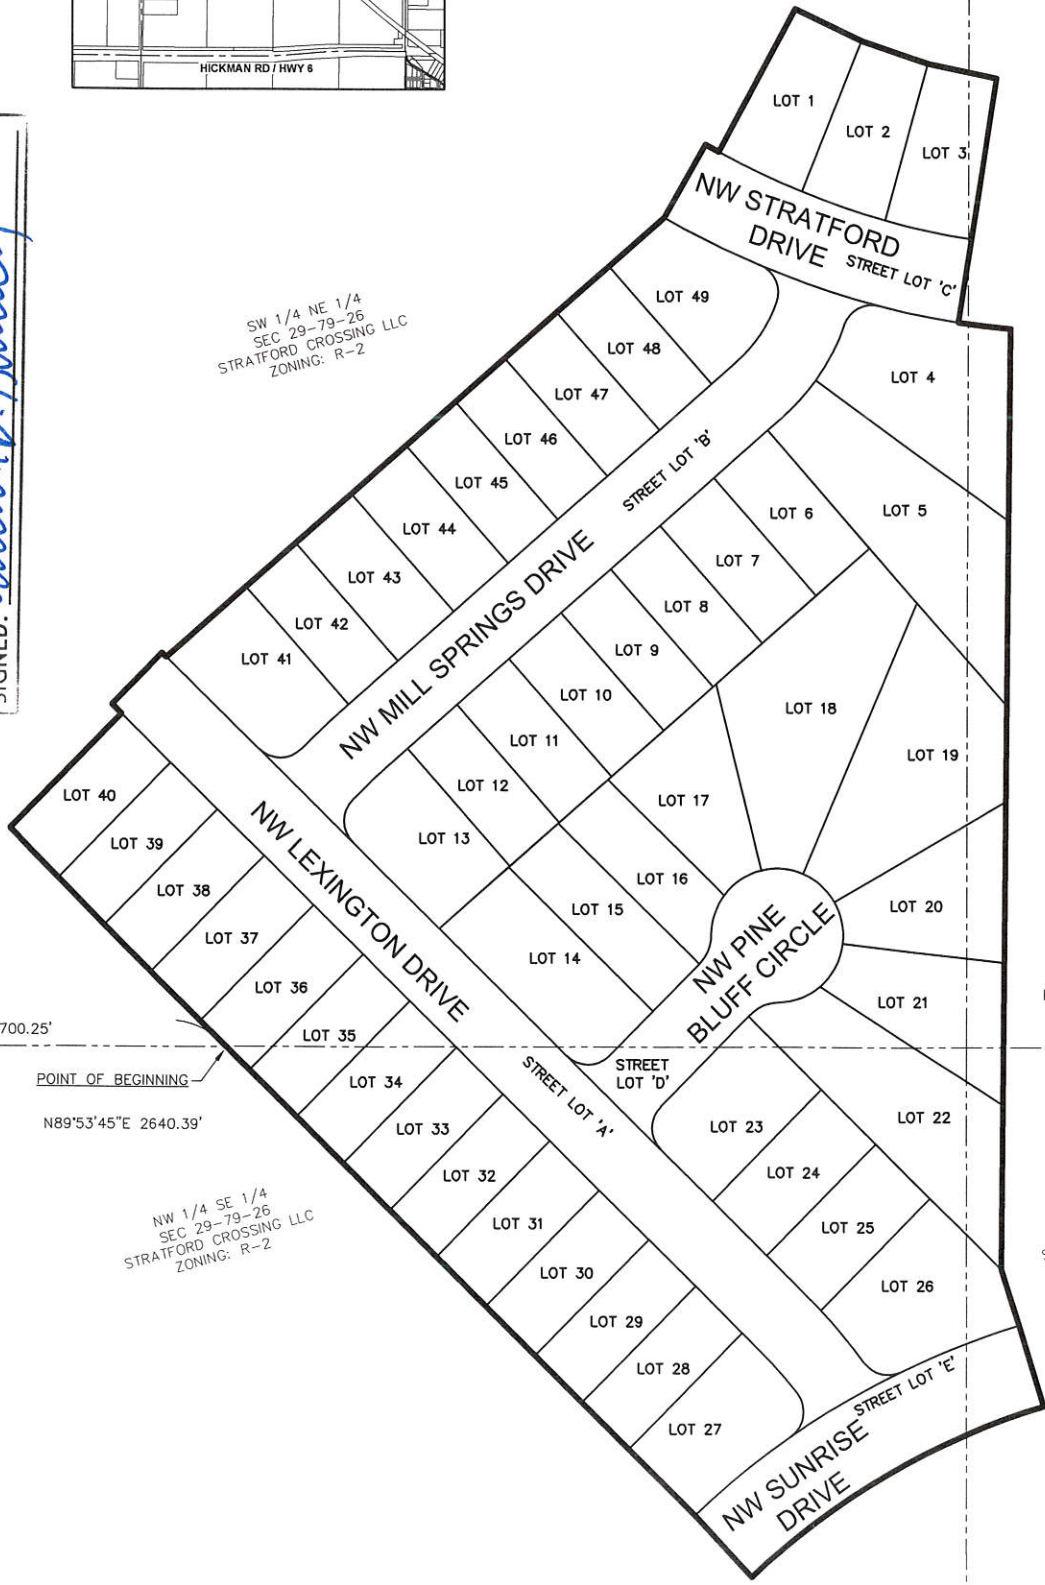 HICKMAN RD / HWY 6
SIGNED:
LOT 1
LOT 2
LOT 3
NW STRATFORD
DRIVE
STREET LOT 'C'
SW 1/4 NE 1/4
SEC 29-79-26
STRATFORD CROSSING LLC
ZONING: R-2
LOT 49
LOT 48
LOT 47
LOT 46
LOT 45
LOT 44
LOT 43
LOT 42
LOT 41
STREET LOT 'B'
NW MILL SPRINGS DRIVE
LOT 4
LOT 5
LOT 6
LOT 7
LOT 8
LOT 9
LOT 10
LOT 11
LOT 12
LOT 13
LOT 18
LOT 19
LOT 17
LOT 16
LOT 15
LOT 14
LOT 20
LOT 21
LOT 22
NW PINE
BLUFF CIRCLE
STREET
LOT 'D'
LOT 40
LOT 39
LOT 38
LOT 37
LOT 36
LOT 35
LOT 34
LOT 33
LOT 32
LOT 31
LOT 30
LOT 29
LOT 28
LOT 27
NW LEXINGTON DRIVE
STREET LOT 'A'
LOT 23
LOT 24
LOT 25
LOT 26
STREET LOT 'E'
NW SUNRISE
DRIVE
700.25'
POINT OF BEGINNING
N89°53'45"E 2640.39'
NW 1/4 SE 1/4
SEC 29-79-26
STRATFORD CROSSING LLC
ZONING: R-2